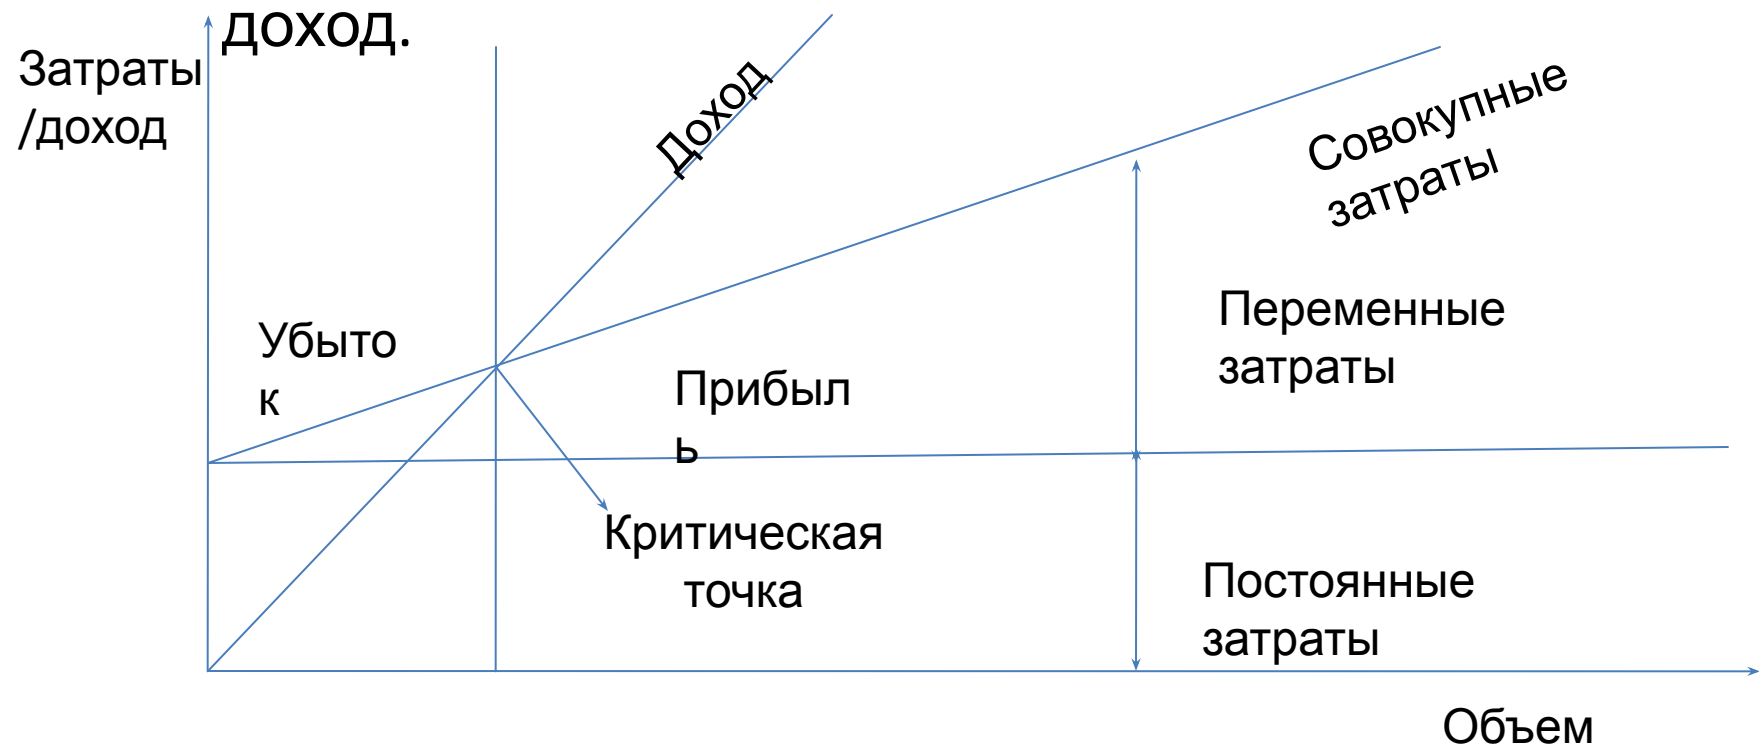 доход.
Затраты
/доход
Доход
Совокупные
затраты
Убыто
к
Переменные
затраты
Прибыл
ь
Критическая
точка
Постоянные
затраты
Объем